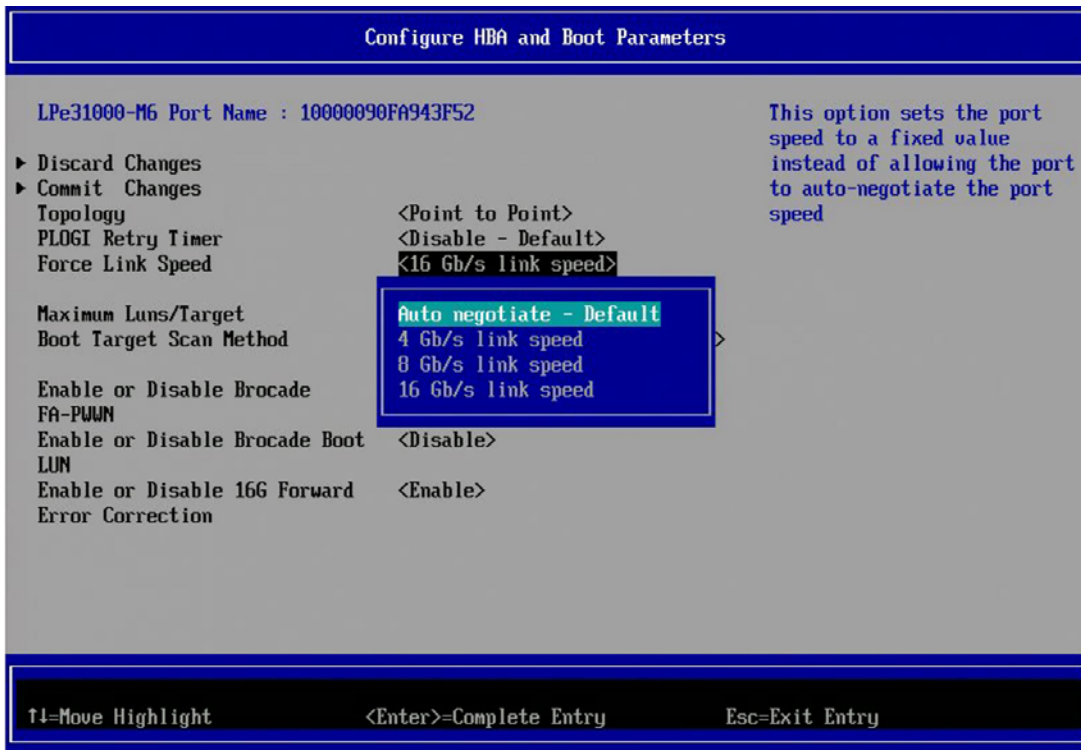 Configure HBA and Boot Parameters
LPe31000-M6 Port Name : 10000090FA943F52
This option sets the port
speed to a fixed value
instead of allowing the port
to auto-negotiate the port
speed
▶ Discard Changes
▶ Commit  Changes
Topology <Point to Point>
PLOGI Retry Timer <Disable - Default>
Force Link Speed <16 Gb/s link speed>
Maximum Luns/Target
Boot Target Scan Method >
Auto negotiate - Default
4 Gb/s link speed
8 Gb/s link speed
16 Gb/s link speed
Enable or Disable Brocade
FA-PWWN
Enable or Disable Brocade Boot <Disable>
LUN
Enable or Disable 16G Forward <Enable>
Error Correction
↑↓=Move Highlight <Enter>=Complete Entry Esc=Exit Entry